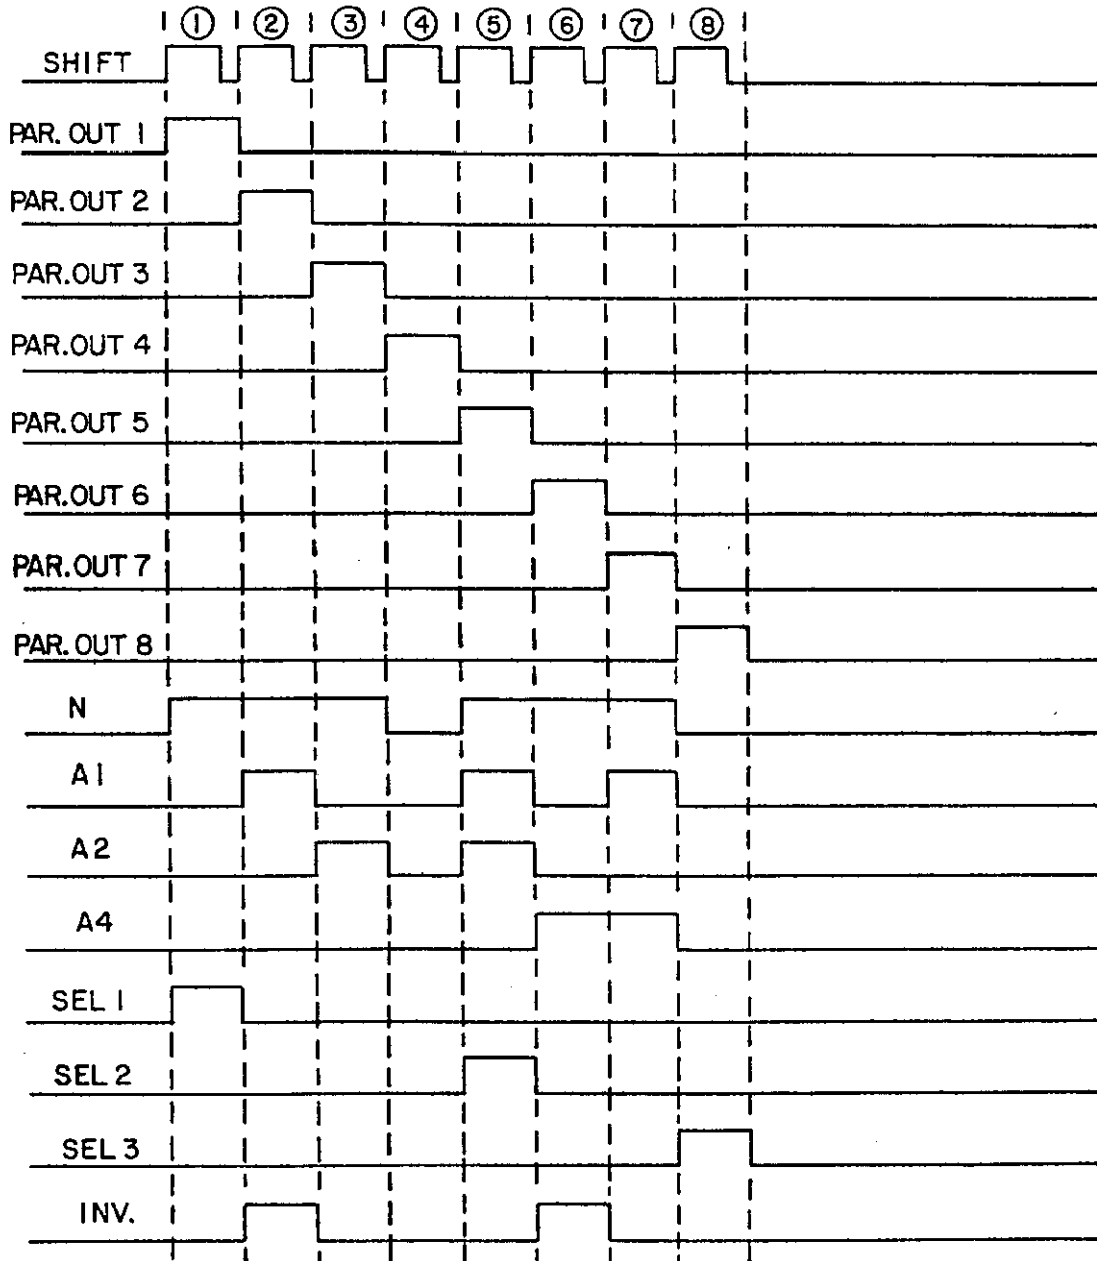 ① ② ③ ④ ⑤ ⑥ ⑦ ⑧
SHIFT
PAR. OUT 1
PAR. OUT 2
PAR. OUT 3
PAR. OUT 4
PAR. OUT 5
PAR. OUT 6
PAR. OUT 7
PAR. OUT 8
N
A1
A2
A4
SEL 1
SEL 2
SEL 3
INV.